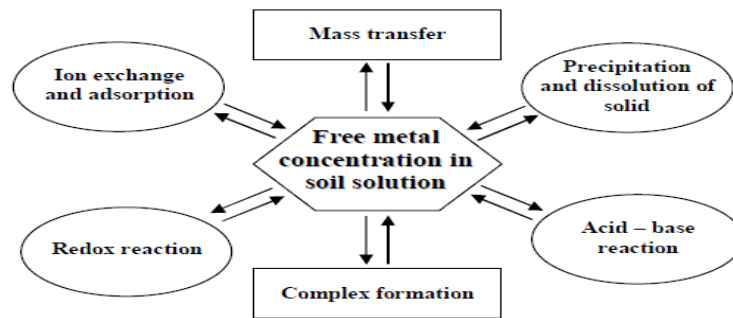 Mass transfer
Ion exchange
and adsorption
Precipitation
and dissolution of
solid
Free metal
concentration in
soil solution
Redox reaction
Acid – base
reaction
Complex formation